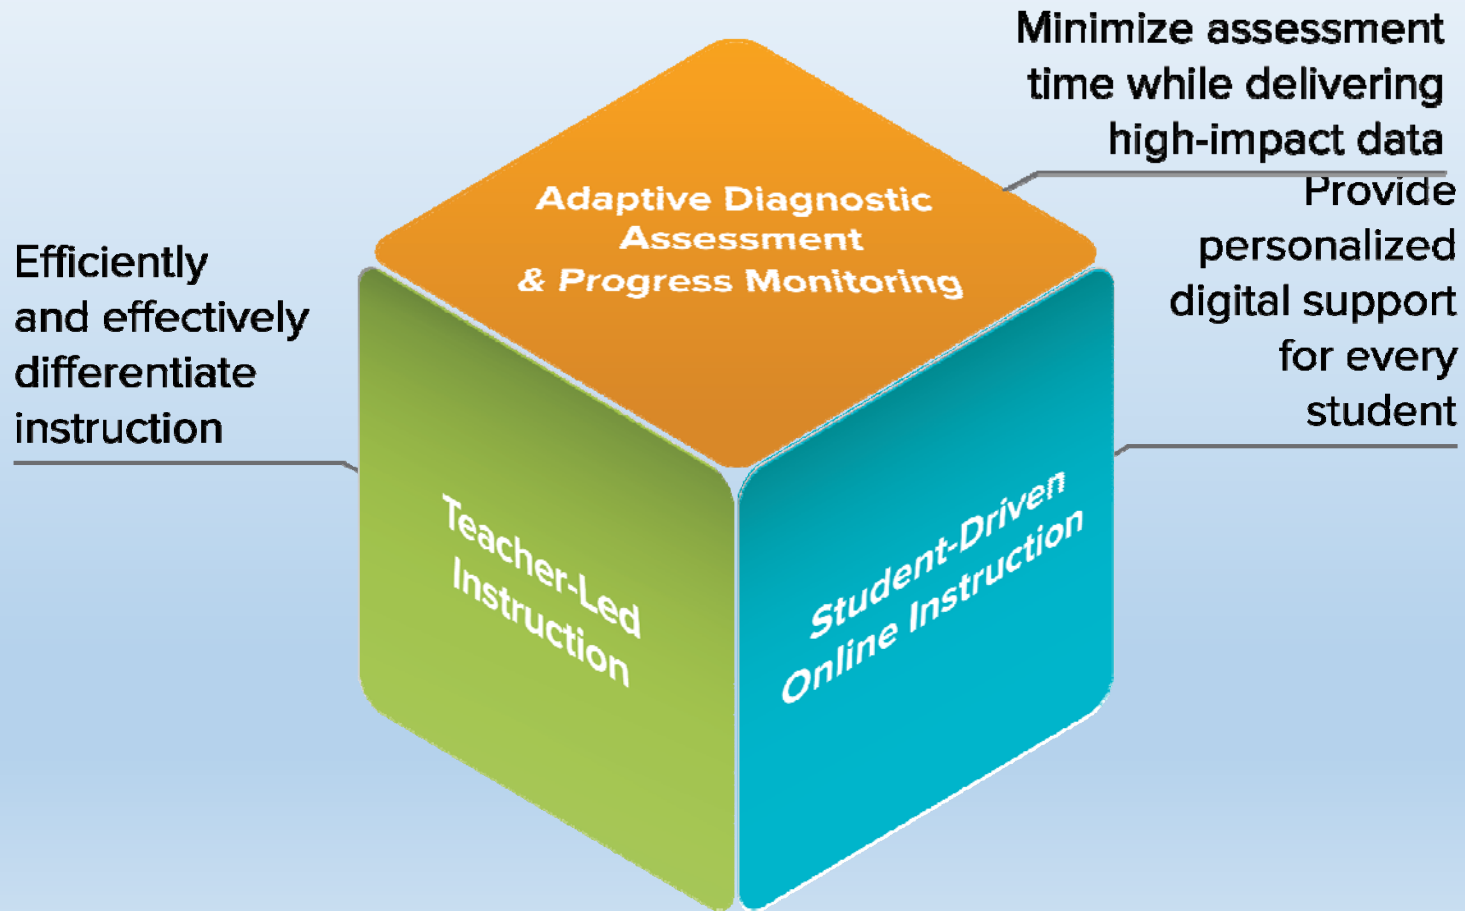 Minimize assessment
time while delivering
high-impact data
Provide
personalized
digital support
for every
student
Efficiently
and effectively
differentiate
instruction
Adaptive Diagnostic
Assessment
& Progress Monitoring
Teacher-Led
Instruction
Student-Driven
Online Instruction